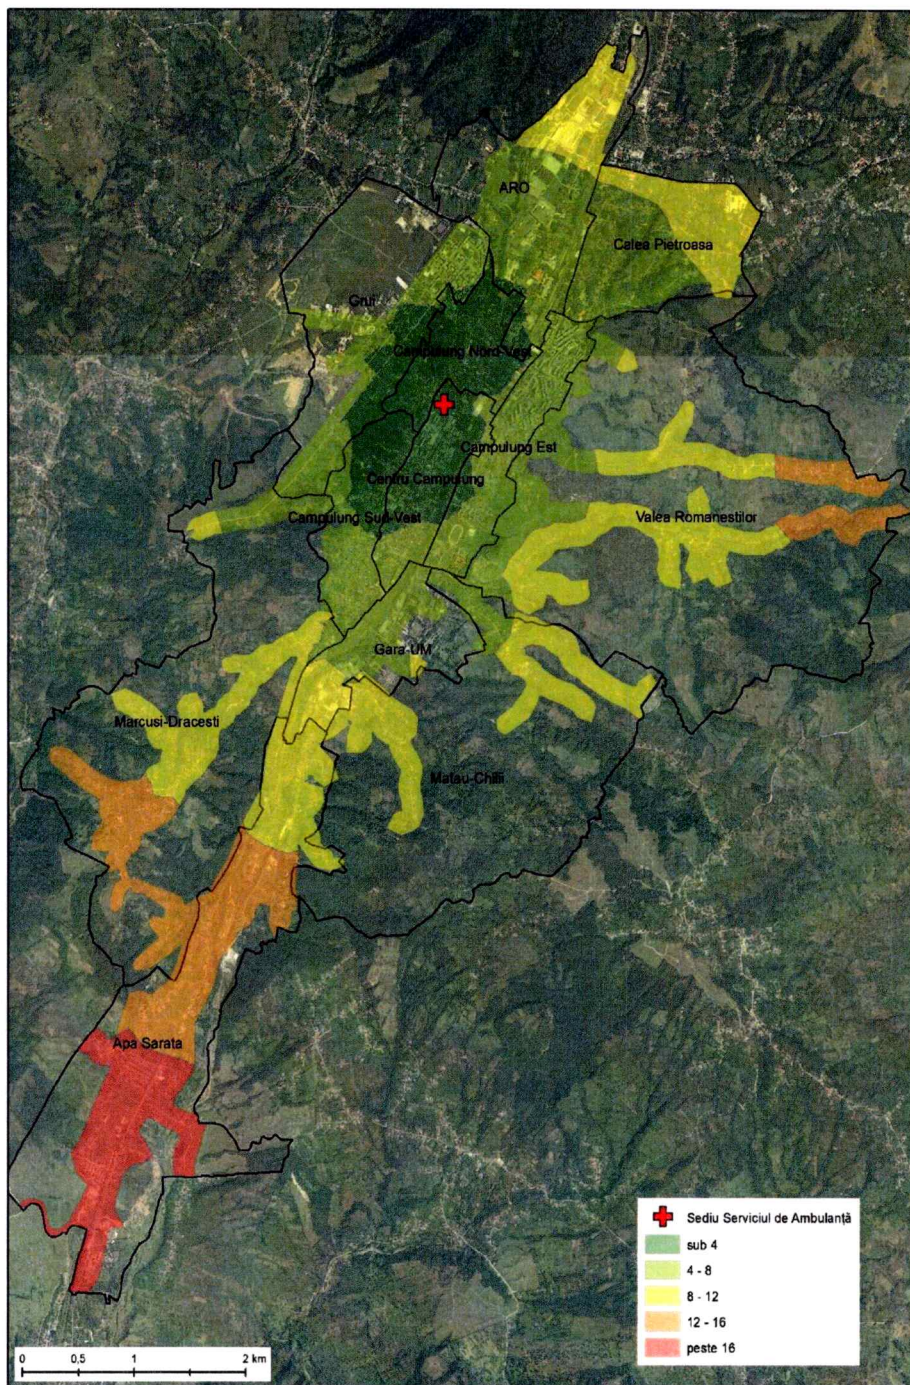 ARO
Calea Pietroasa
Grui
Campulung Nord-Vest
Campulung Est
Centru Campulung
Campulung Sud-Vest
Valea Romanestilor
Gara-UM
Marcusi-Dracesti
Matau-Chilii
Apa Sarata
Sediu Serviciul de Ambulanță
sub 4
4 - 8
8 - 12
12 - 16
peste 16
0 0,5 1 2 km